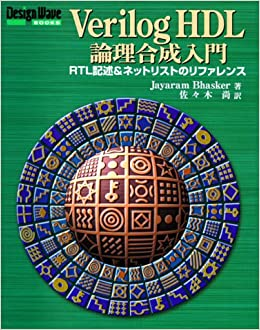 Design Wave
BOOKS
Verilog HDL
論理合成入門
RTL記述&ネットリストのリファレンス
Jayaram Bhasker 著
佐々木 尚 訳